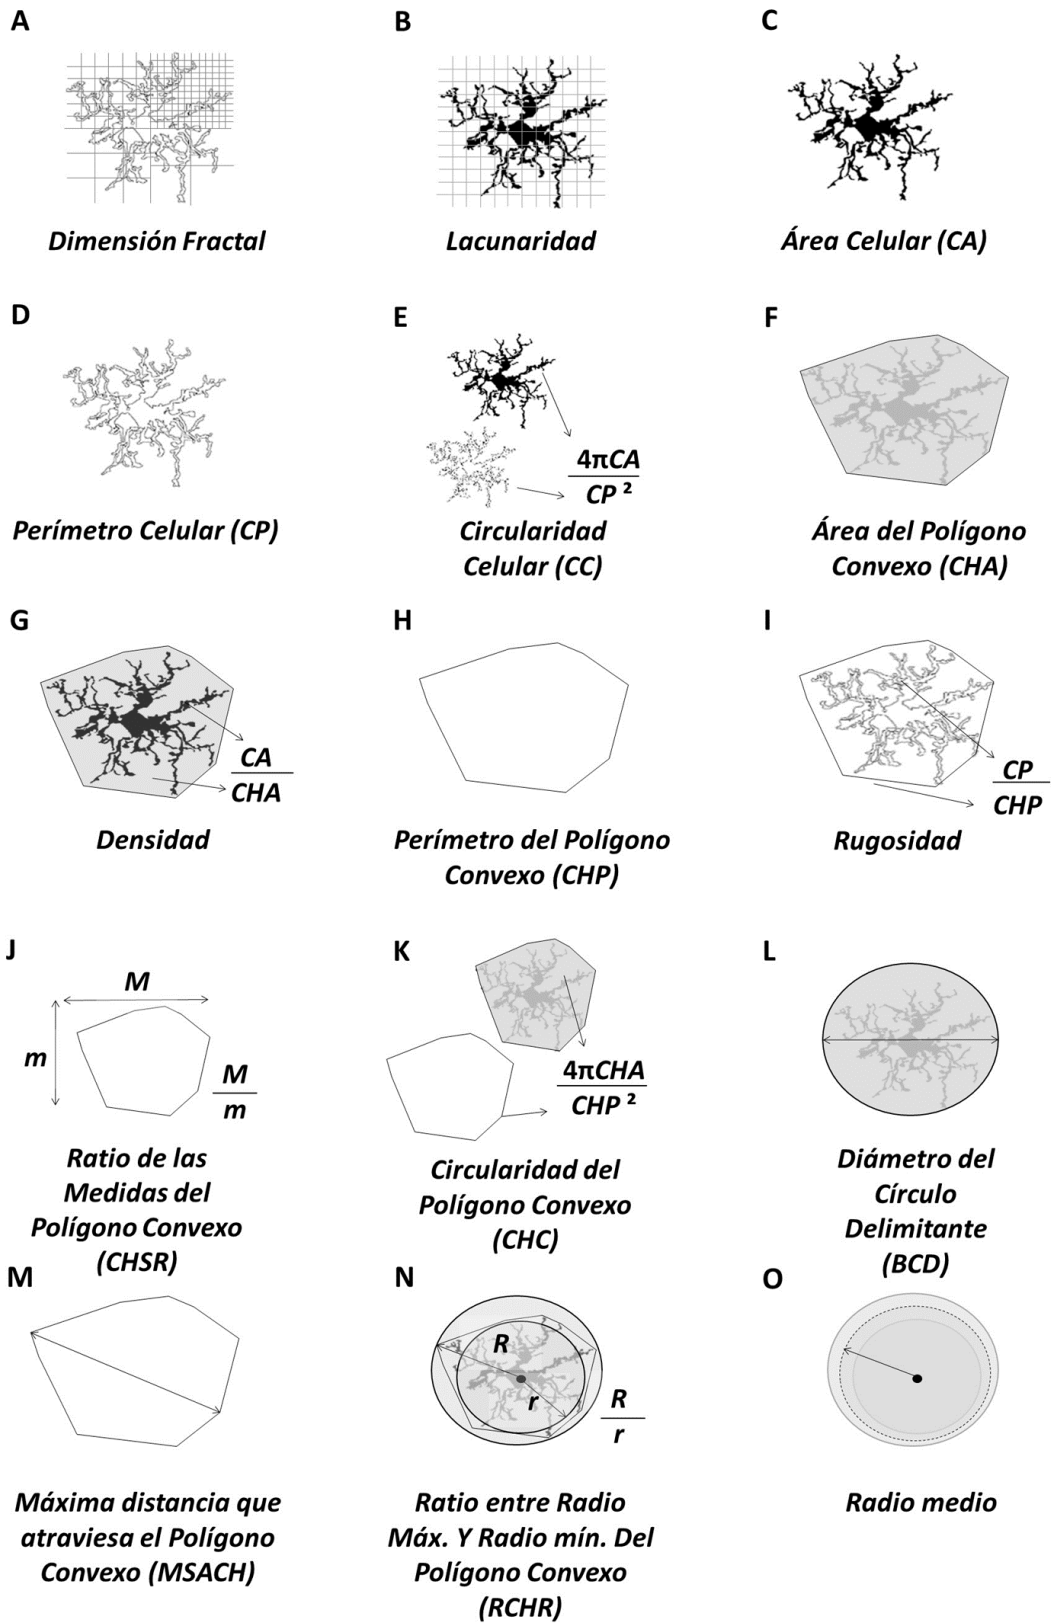 A
B
C
Dimensión Fractal
Lacunaridad
Área Celular (CA)
D
E
F
4πCA
CP ²
Perímetro Celular (CP)
Circularidad
Celular (CC)
Área del Polígono
Convexo (CHA)
G
H
I
CA
CHA
CP
CHP
Densidad
Perímetro del Polígono
Convexo (CHP)
Rugosidad
J
K
L
M
m
M
m
4πCHA
CHP ²
Ratio de las
Medidas del
Polígono Convexo
(CHSR)
Circularidad del
Polígono Convexo
(CHC)
Diámetro del
Círculo
Delimitante
(BCD)
M
N
O
R
r
R
r
Máxima distancia que
atraviesa el Polígono
Convexo (MSACH)
Ratio entre Radio
Máx. Y Radio mín. Del
Polígono Convexo
(RCHR)
Radio medio